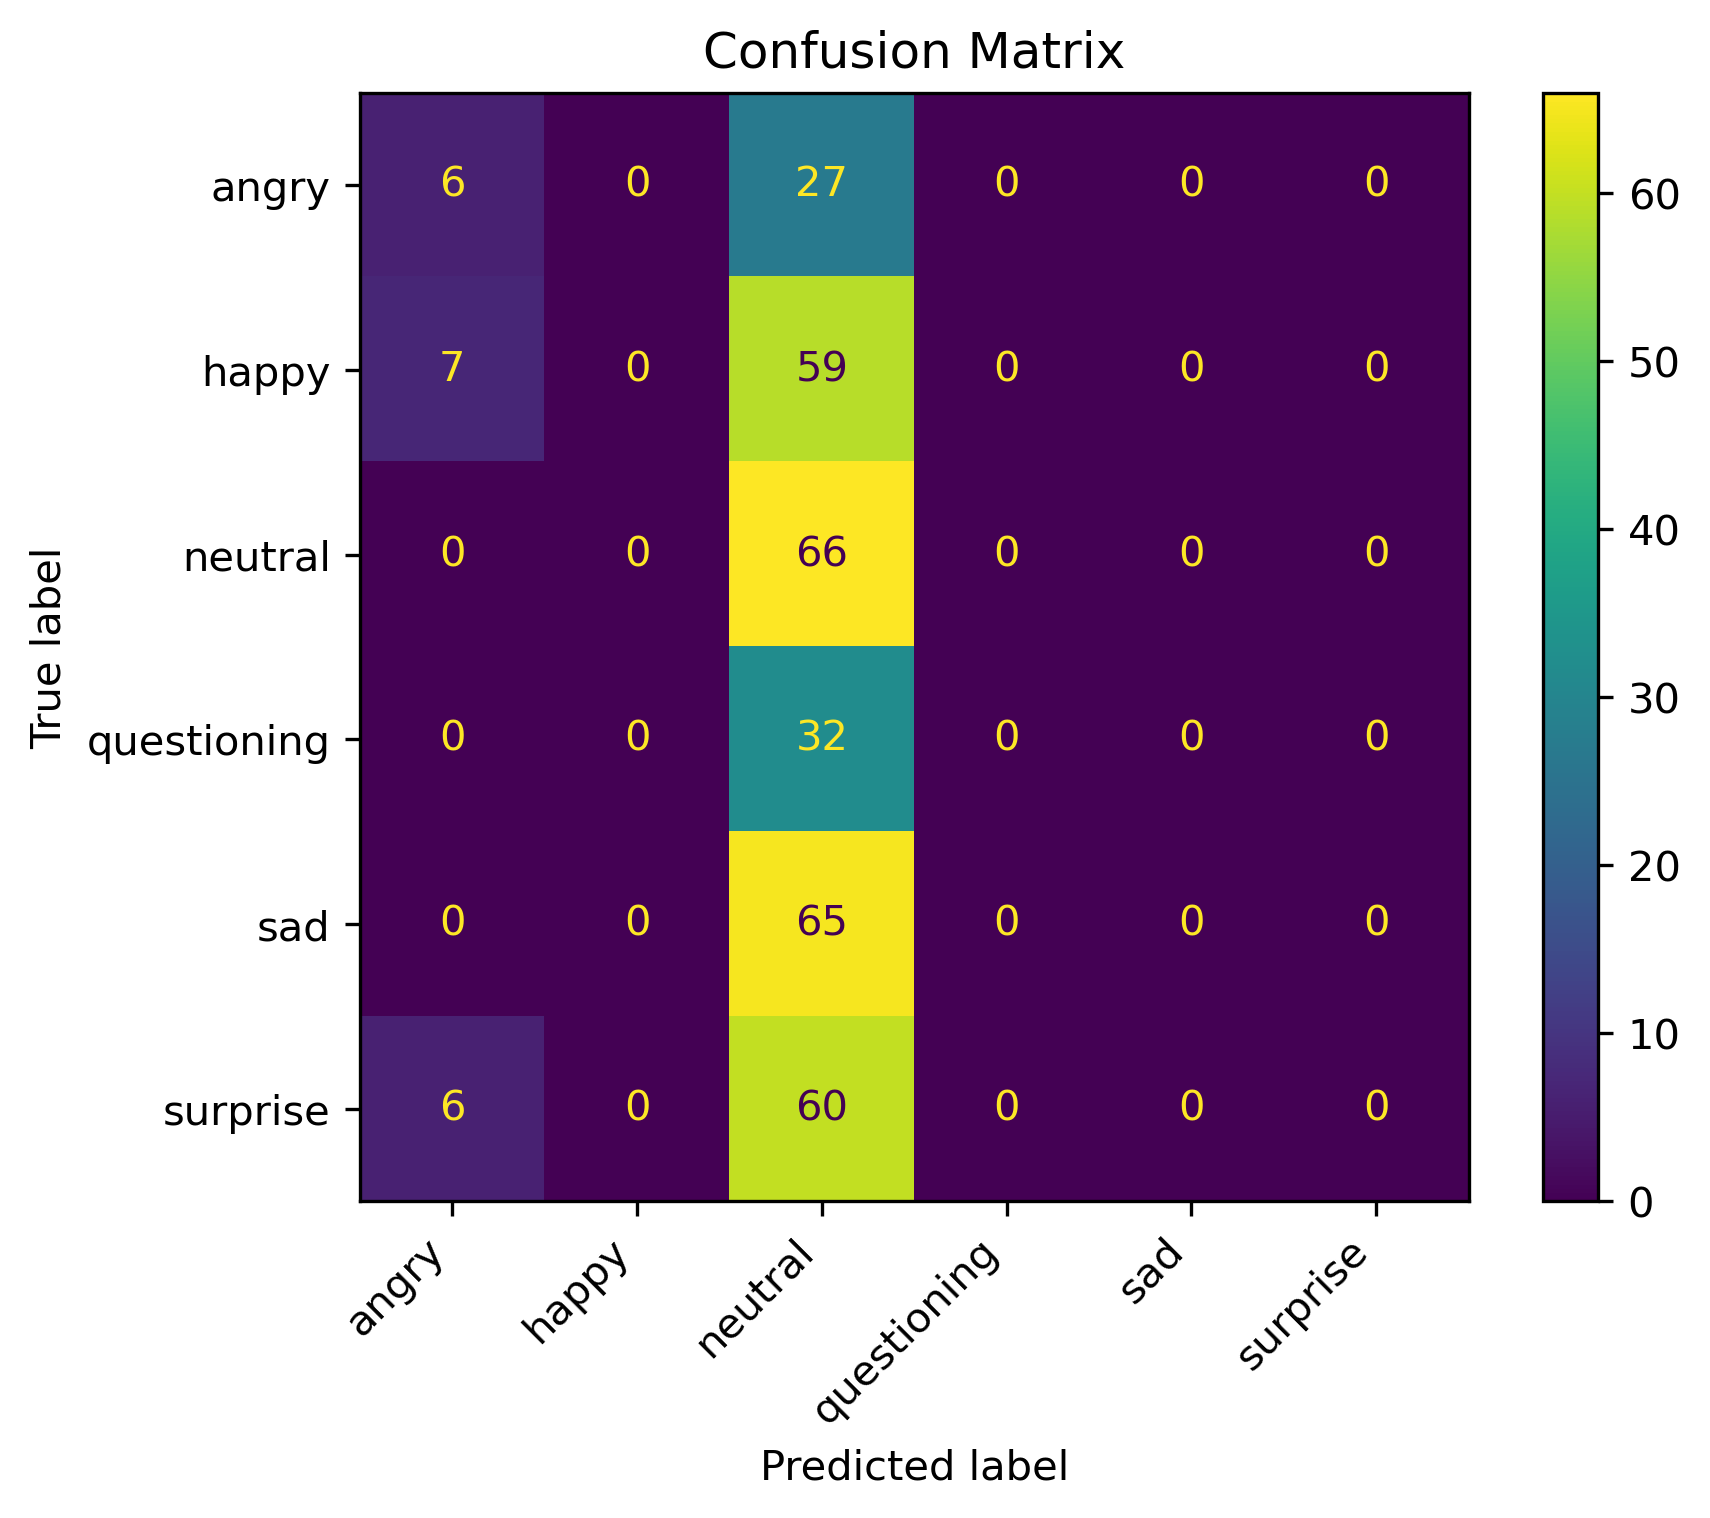 Confusion Matrix
True label
angry 6 0 27 0 0 0
happy 7 0 59 0 0 0
neutral 0 0 66 0 0 0
questioning 0 0 32 0 0 0
sad 0 0 65 0 0 0
surprise 6 0 60 0 0 0
angry happy neutral questioning sad surprise
Predicted label
60
50
40
30
20
10
0